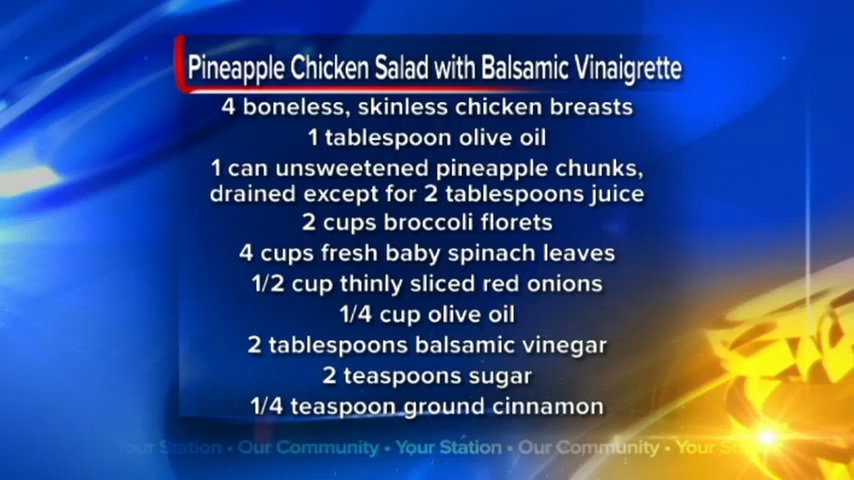 Pineapple Chicken Salad with Balsamic Vinaigrette
4 boneless, skinless chicken breasts
1 tablespoon olive oil
1 can unsweetened pineapple chunks,
drained except for 2 tablespoons juice
2 cups broccoli florets
4 cups fresh baby spinach leaves
1/2 cup thinly sliced red onions
1/4 cup olive oil
2 tablespoons balsamic vinegar
2 teaspoons sugar
1/4 teaspoon ground cinnamon
Your Station • Our Community • Your Station • Our Community • Your